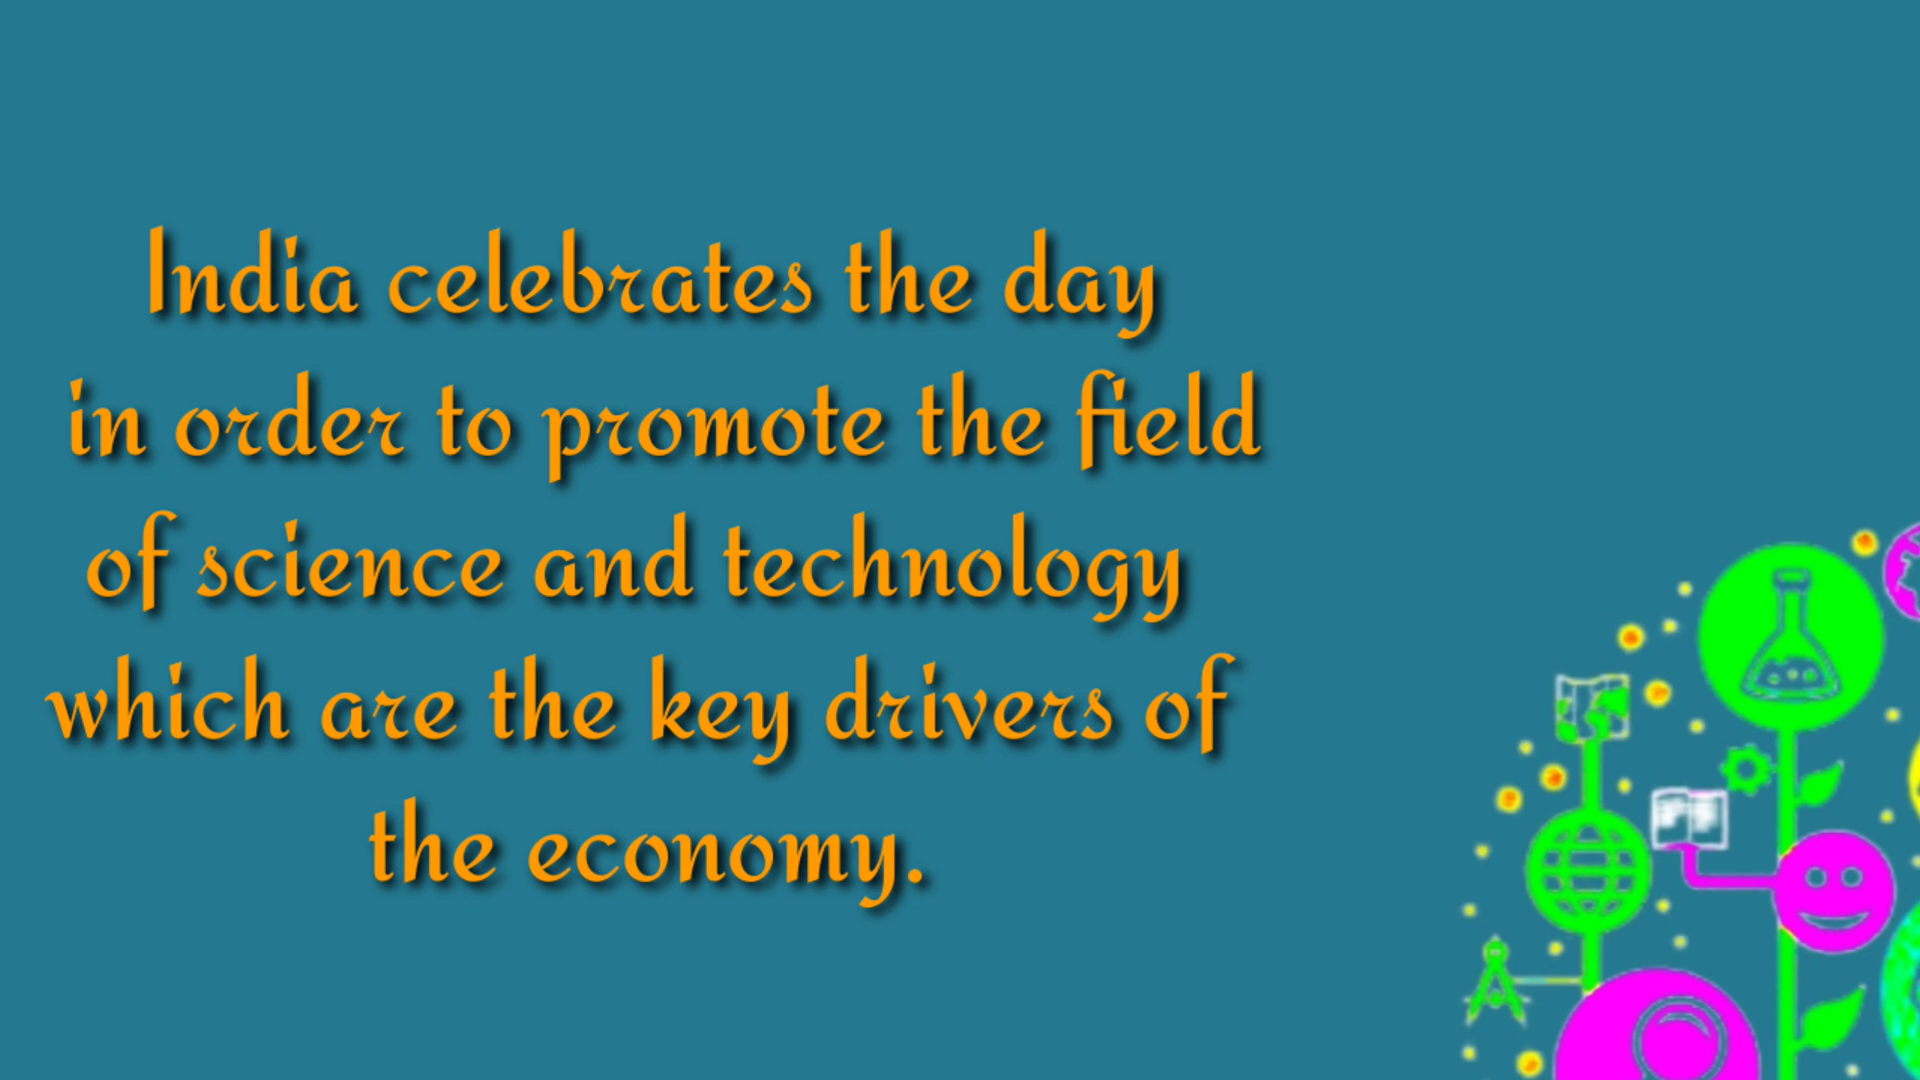 India celebrates the day
in order to promote the field
of science and technology
which are the key drivers of
the economy.